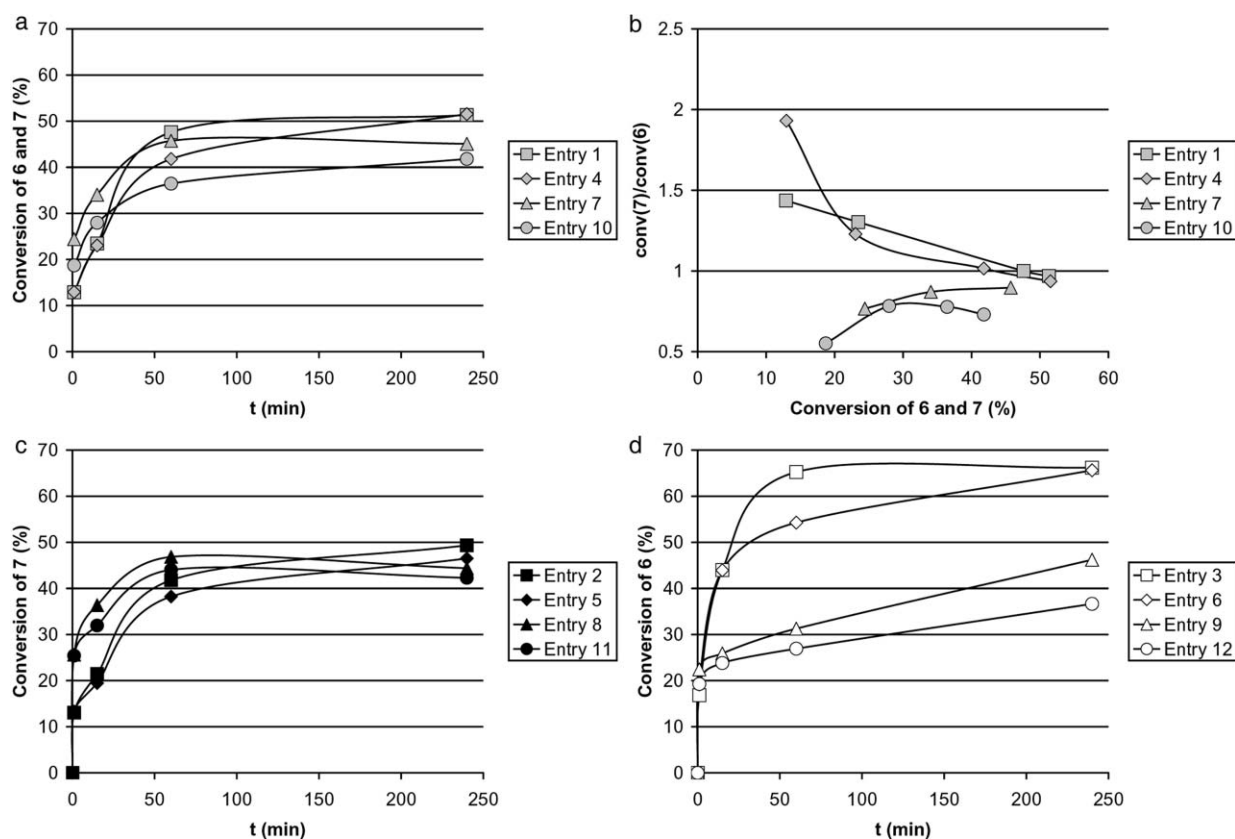 a
Conversion of 6 and 7 (%)
70
60
50
40
30
20
10
0
0 50 100 150 200 250
t (min)
Entry 1
Entry 4
Entry 7
Entry 10
b
conv(7)/conv(6)
2.5
2
1.5
1
0.5
0 10 20 30 40 50 60
Conversion of 6 and 7 (%)
Entry 1
Entry 4
Entry 7
Entry 10
c
Conversion of 7 (%)
70
60
50
40
30
20
10
0
0 50 100 150 200 250
t (min)
Entry 2
Entry 5
Entry 8
Entry 11
d
Conversion of 6 (%)
70
60
50
40
30
20
10
0
0 50 100 150 200 250
t (min)
Entry 3
Entry 6
Entry 9
Entry 12